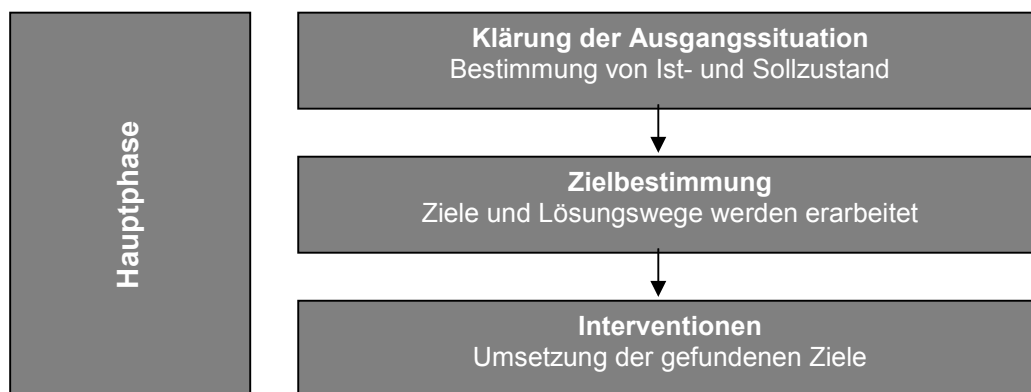 Hauptphase
Klärung der Ausgangssituation
Bestimmung von Ist- und Sollzustand
Zielbestimmung
Ziele und Lösungswege werden erarbeitet
Interventionen
Umsetzung der gefundenen Ziele